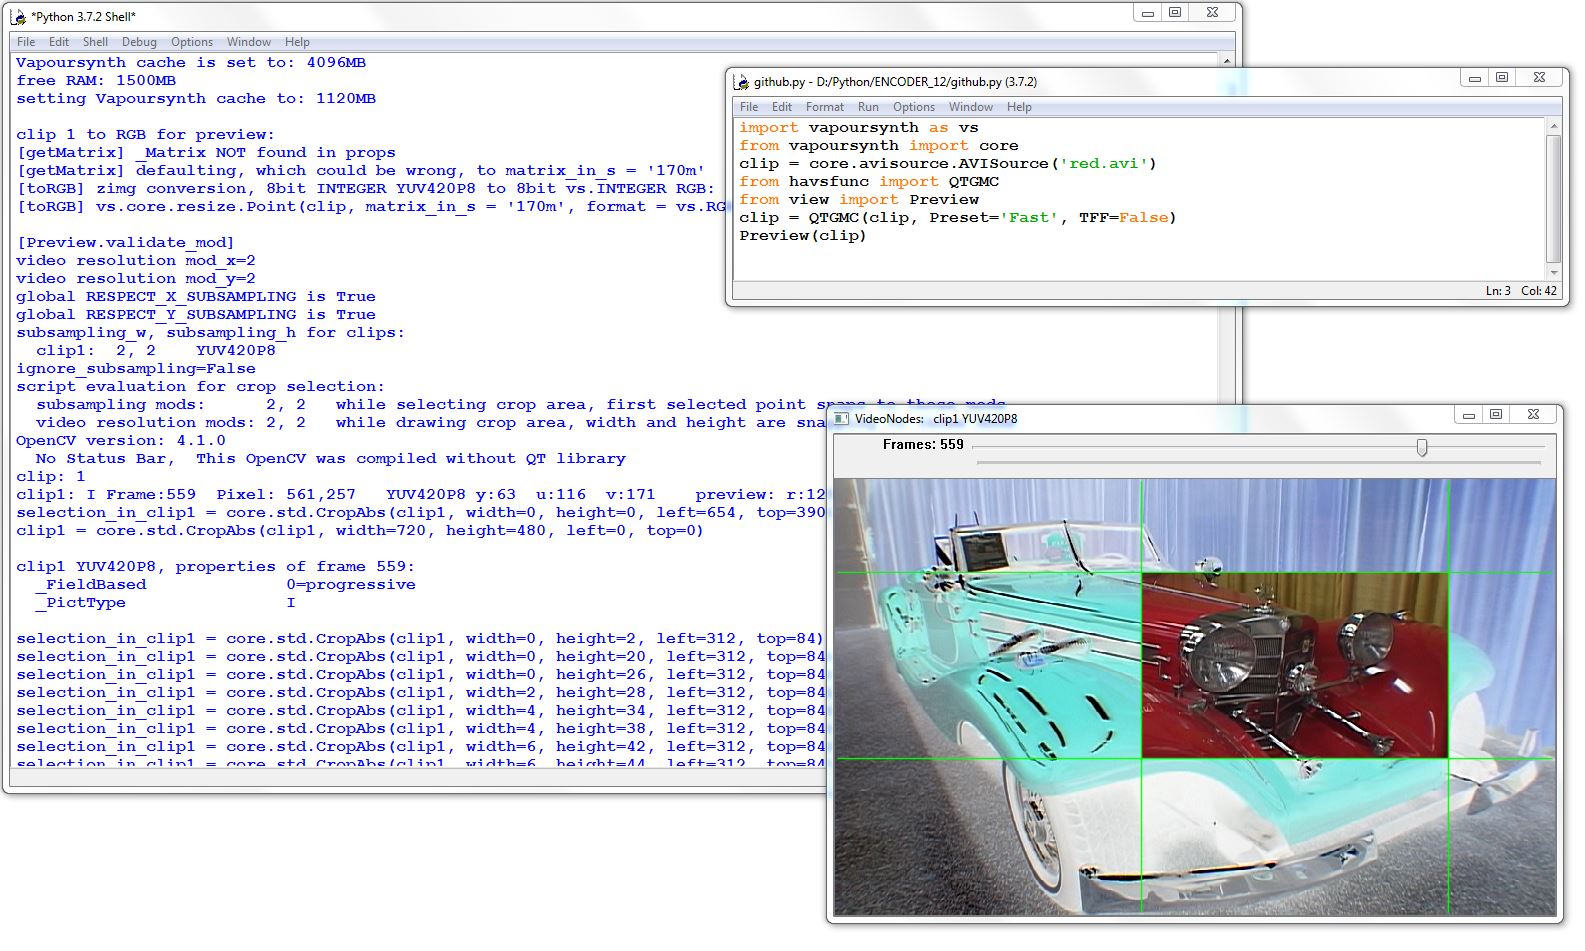 *Python 3.7.2 Shell*
File Edit Shell Debug Options Window Help
Vapoursynth cache is set to: 4096MB
free RAM: 1500MB
setting Vapoursynth cache to: 1120MB
clip 1 to RGB for preview:
[getMatrix] _Matrix NOT found in props
[getMatrix] defaulting, which could be wrong, to matrix_in_s = '170m'
[toRGB] zimg conversion, 8bit INTEGER YUV420P8 to 8bit vs.INTEGER RGB:
[toRGB] vs.core.resize.Point(clip, matrix_in_s = '170m', format = vs.RG
[Preview.validate_mod]
video resolution mod_x=2
video resolution mod_y=2
global RESPECT_X_SUBSAMPLING is True
global RESPECT_Y_SUBSAMPLING is True
subsampling_w, subsampling_h for clips:
clip1: 2, 2 YUV420P8
ignore_subsampling=False
script evaluation for crop selection:
subsampling mods: 2, 2 while selecting crop area, first selected point snaps to these mods
video resolution mods: 2, 2 while drawing crop area, width and height are sna
OpenCV version: 4.1.0
No Status Bar, This OpenCV was compiled without QT library
clip: 1
clip1: I Frame:559 Pixel: 561,257 YUV420P8 y:63 u:116 v:171 preview: r:12
selection_in_clip1 = core.std.CropAbs(clip1, width=0, height=0, left=654, top=390
clip1 = core.std.CropAbs(clip1, width=720, height=480, left=0, top=0)
clip1 YUV420P8, properties of frame 559:
_FieldBased 0=progressive
_PictType I
selection_in_clip1 = core.std.CropAbs(clip1, width=0, height=2, left=312, top=84)
selection_in_clip1 = core.std.CropAbs(clip1, width=0, height=20, left=312, top=84
selection_in_clip1 = core.std.CropAbs(clip1, width=0, height=26, left=312, top=84
selection_in_clip1 = core.std.CropAbs(clip1, width=2, height=28, left=312, top=84
selection_in_clip1 = core.std.CropAbs(clip1, width=4, height=34, left=312, top=84
selection_in_clip1 = core.std.CropAbs(clip1, width=4, height=38, left=312, top=84
selection_in_clip1 = core.std.CropAbs(clip1, width=6, height=42, left=312, top=84
selection_in_clip1 = core.std.CropAbs(clip1, width=6, height=44, left=312, top=84
github.py - D:/Python/ENCODER_12/github.py (3.7.2)
File Edit Format Run Options Window Help
import vapoursynth as vs
from vapoursynth import core
clip = core.avisource.AVISource('red.avi')
from havsfunc import QTGMC
from view import Preview
clip = QTGMC(clip, Preset='Fast', TFF=False)
Preview(clip)
Ln: 3 Col: 42
VideoNodes: clip1 YUV420P8
Frames: 559